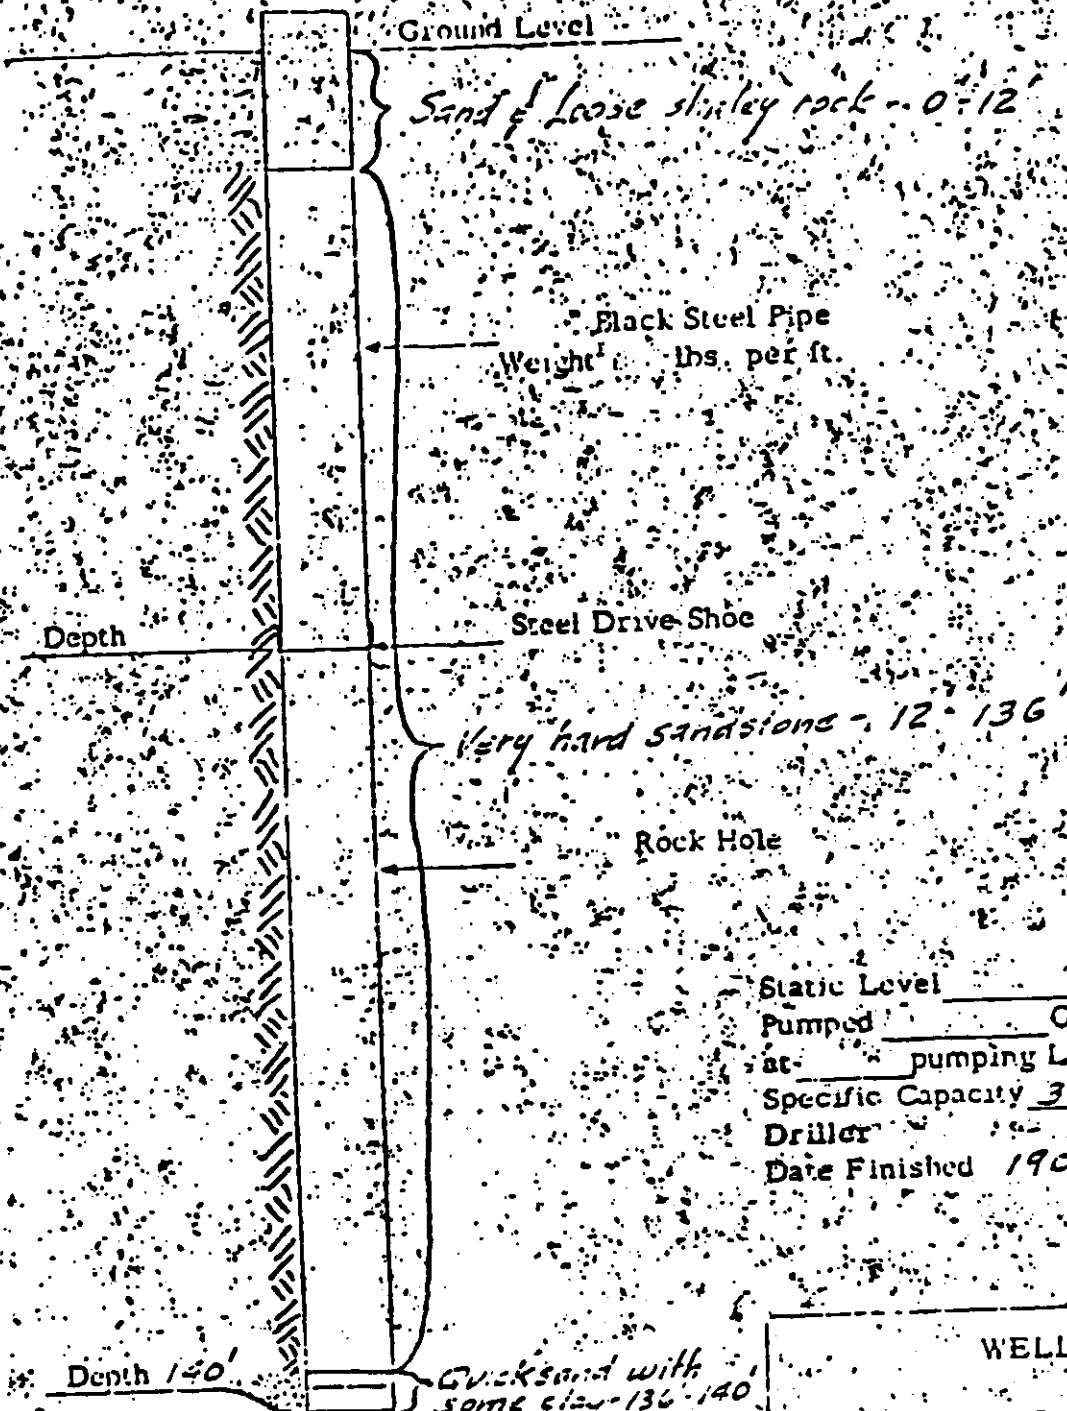 Ground Level
Sand & Loose shaley rock -- 0-12'
Black Steel Pipe
Weight lbs. per ft.
Depth
Steel Drive Shoe
Very hard sandstone - 12-136'
Rock Hole
Static Level
Pumped
at pumping L
Specific Capacity 3
Driller
Date Finished 190
WELL
Depth 140'
Quicksand with
some clay-136-140'